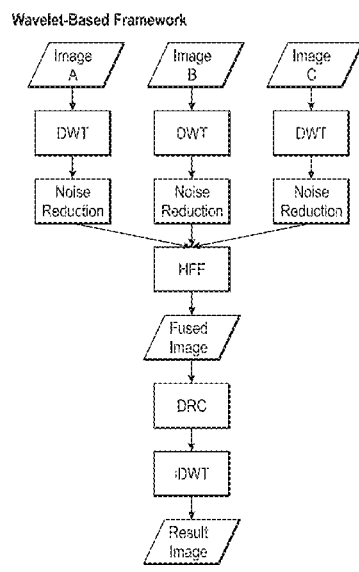 Wavelet-Based Framework
Image
A
Image
B
Image
C
DWT
DWT
DWT
Noise
Reduction
Noise
Reduction
Noise
Reduction
HFF
Fused
Image
DRC
iDWT
Result
Image